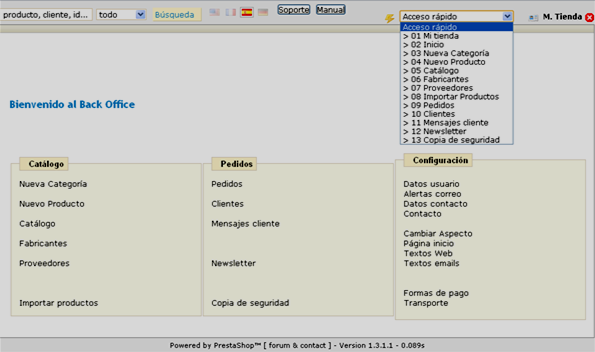 producto, cliente, id... todo Búsqueda Soporte Manual Acceso rápido M. Tienda
Acceso rápido
> 01 Mi tienda
> 02 Inicio
> 03 Nueva Categoría
> 04 Nuevo Producto
> 05 Catálogo
> 06 Fabricantes
> 07 Proveedores
> 08 Importar Productos
> 09 Pedidos
> 10 Clientes
> 11 Mensajes cliente
> 12 Newsletter
> 13 Copia de seguridad
Bienvenido al Back Office
Catálogo
Nueva Categoría
Nuevo Producto
Catálogo
Fabricantes
Proveedores
Importar productos
Pedidos
Pedidos
Clientes
Mensajes cliente
Newsletter
Copia de seguridad
Configuración
Datos usuario
Alertas correo
Datos contacto
Contacto
Cambiar Aspecto
Página inicio
Textos Web
Textos emails
Formas de pago
Transporte
Powered by PrestaShop™ [ forum & contact ] - Version 1.3.1.1 - 0.089s